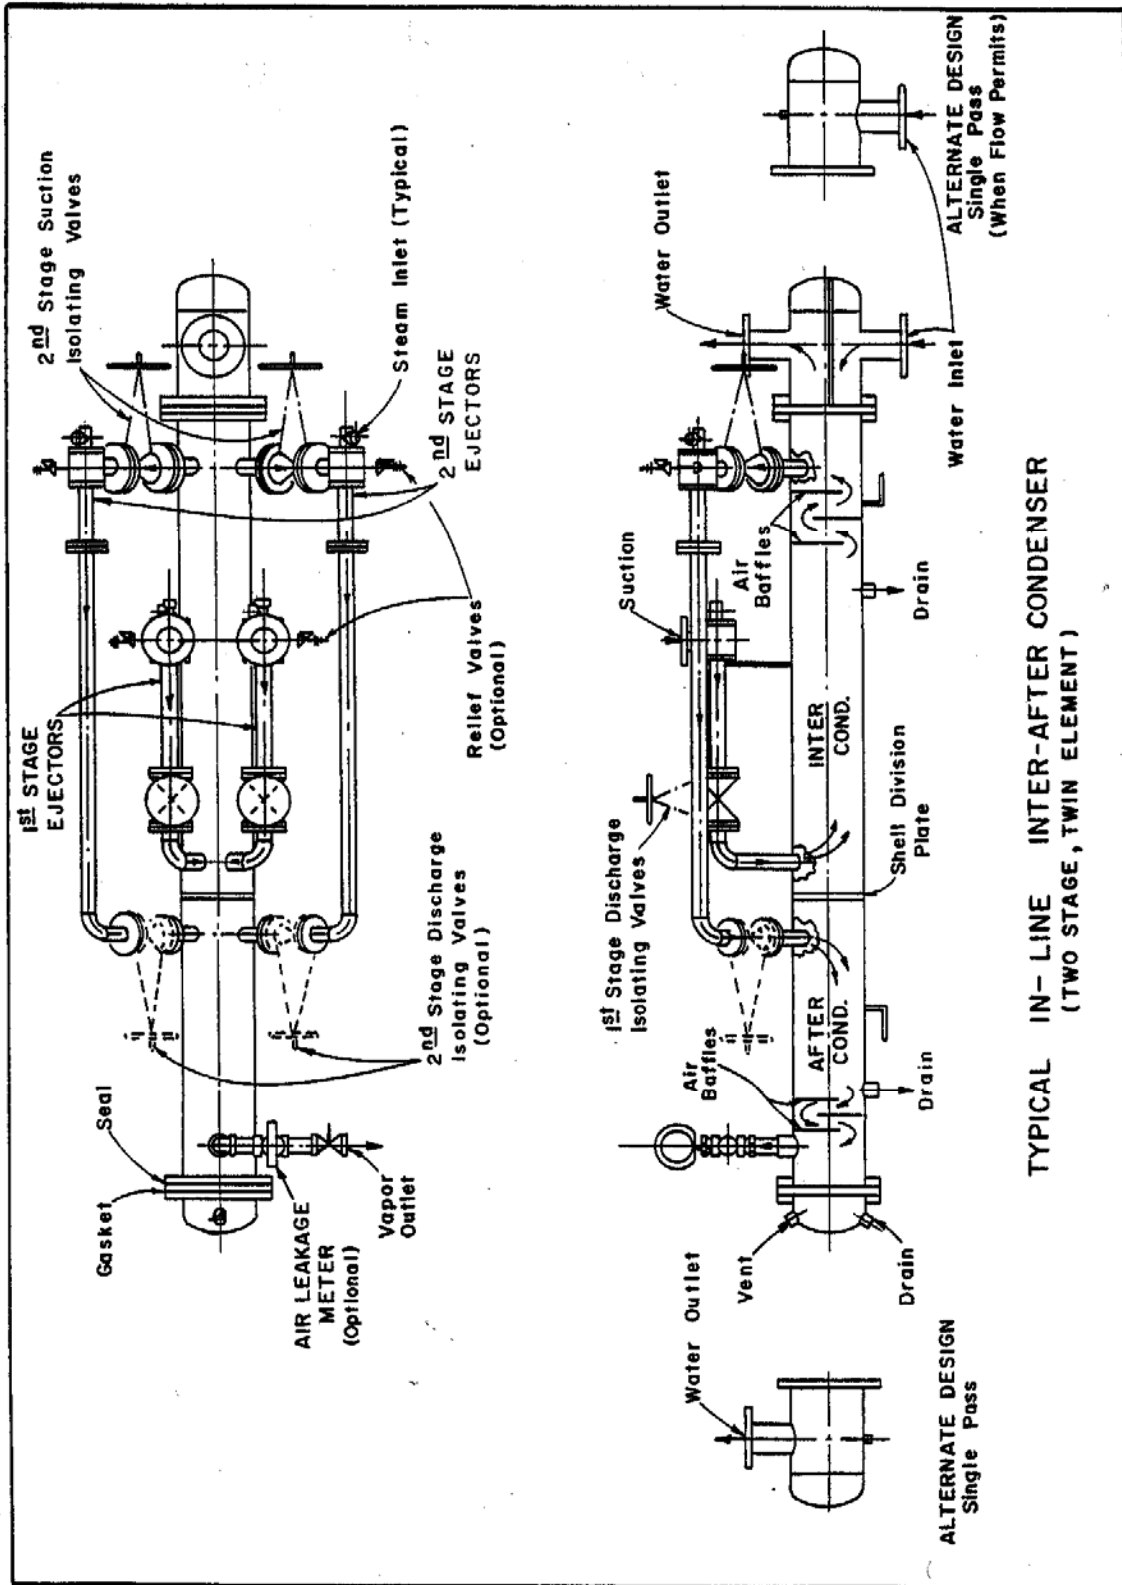 1st STAGE
EJECTORS
2nd Stage Suction
Isolating Valves
Steam Inlet (Typical)
2nd STAGE
EJECTORS
Relief Valves
(Optional)
2nd Stage Discharge
Isolating Valves
(Optional)
Gasket
Seal
AIR LEAKAGE
METER
(Optional)
Vapor
Outlet
ALTERNATE DESIGN
Single Pass
(When Flow Permits)
Water Outlet
Water Inlet
Suction
Air
Baffles
Drain
INTER
COND.
Shell Division
Plate
1st Stage Discharge
Isolating Valves
AFTER
COND.
Air
Baffles
Drain
Vent
Drain
Water Outlet
ALTERNATE DESIGN
Single Pass
TYPICAL IN-LINE INTER-AFTER CONDENSER
(TWO STAGE, TWIN ELEMENT)